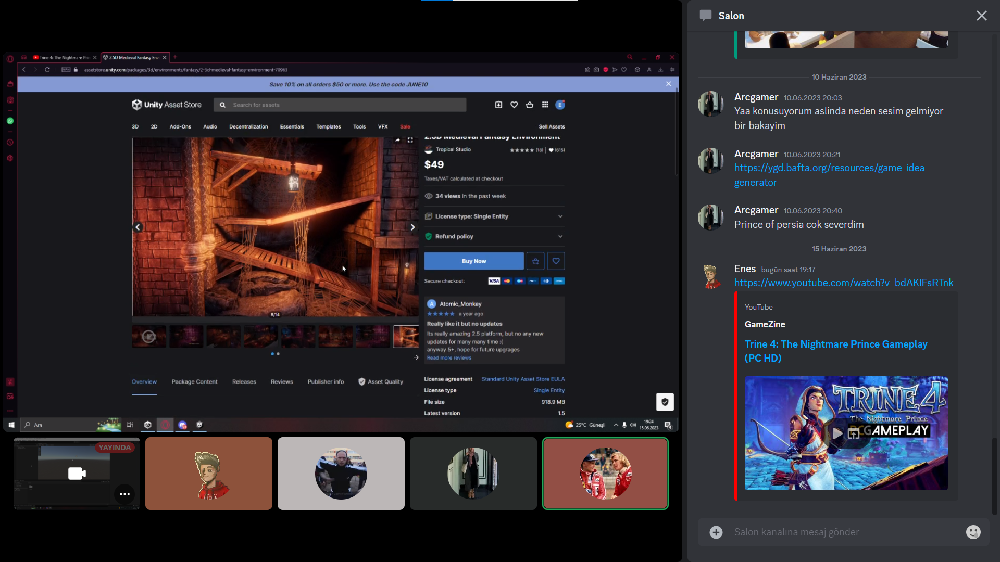 Trine 4: The Nightmare Prin
2.5D Medieval Fantasy Env
VPN
assetstore.unity.com/packages/3d/environments/fantasy/2-5d-medieval-fantasy-environment-70963
Save 10% on all orders $50 or more. Use the code JUNE10
Unity Asset Store
Search for assets
E
3D 2D Add-Ons Audio Decentralization Essentials Templates Tools VFX Sale Sell Assets
2.5D Medieval Fantasy Environment
Tropical Studio
(18) | (615)
$49
Taxes/VAT calculated at checkout
34 views in the past week
License type: Single Entity
Refund policy
Buy Now
Secure checkout:
VISA
8/14
A Atomic_Monkey
a year ago
Really like it but no updates
Its really amazing 2.5 platform, but no any new
updates for many many time :(
anyway 5+, hope for future upgrages
Read more reviews
Overview Package Content Releases Reviews Publisher info Asset Quality
License agreement Standard Unity Asset Store EULA
License type Single Entity
File size 918.9 MB
Latest version 1.5
Ara
25°C Güneşli
19:24
15.06.2023
4
YAYINDA
Salon
10 Haziran 2023
Arcgamer 10.06.2023 20:03
Yaa konusuyorum aslinda neden sesim gelmiyor
bir bakayim
Arcgamer 10.06.2023 20:21
https://ygd.bafta.org/resources/game-idea-
generator
Arcgamer 10.06.2023 20:40
Prince of persia cok severdim
15 Haziran 2023
Enes bugün saat 19:17
https://www.youtube.com/watch?v=bdAKIFsRTnk
YouTube
GameZine
Trine 4: The Nightmare Prince Gameplay
(PC HD)
TRINE 4
The Nightmare Prince
PC GAMEPLAY
Salon kanalına mesaj gönder